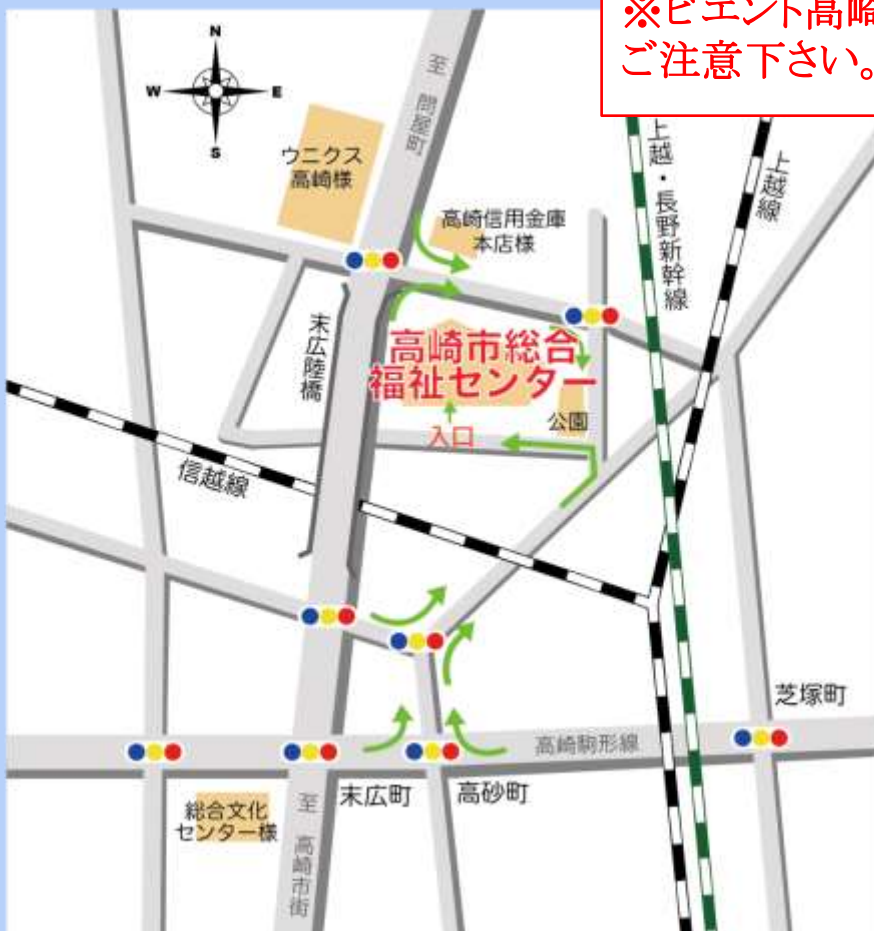 ※ビエント高崎
ご注意下さい。
N
W
E
S
至 問屋町
ウニクス
高崎様
高崎信用金庫
本店様
上越・長野新幹線
上越線
末広陸橋
高崎市総合
福祉センター
公園
入口
信越線
芝塚町
高崎駒形線
末広町
高砂町
総合文化
センター様
至 高崎市街